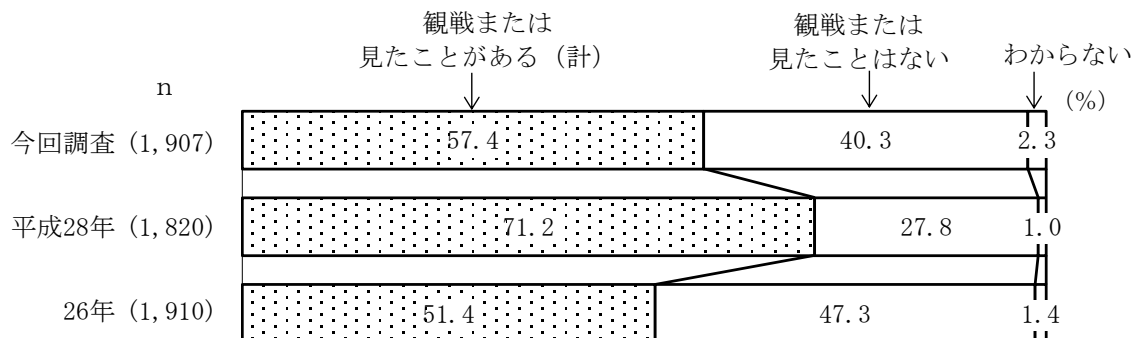 観戦または
見たことがある（計）
観戦または
見たことはない
わからない
n
(%)
今回調査 (1,907)
57.4
40.3
2.3
平成28年 (1,820)
71.2
27.8
1.0
26年 (1,910)
51.4
47.3
1.4